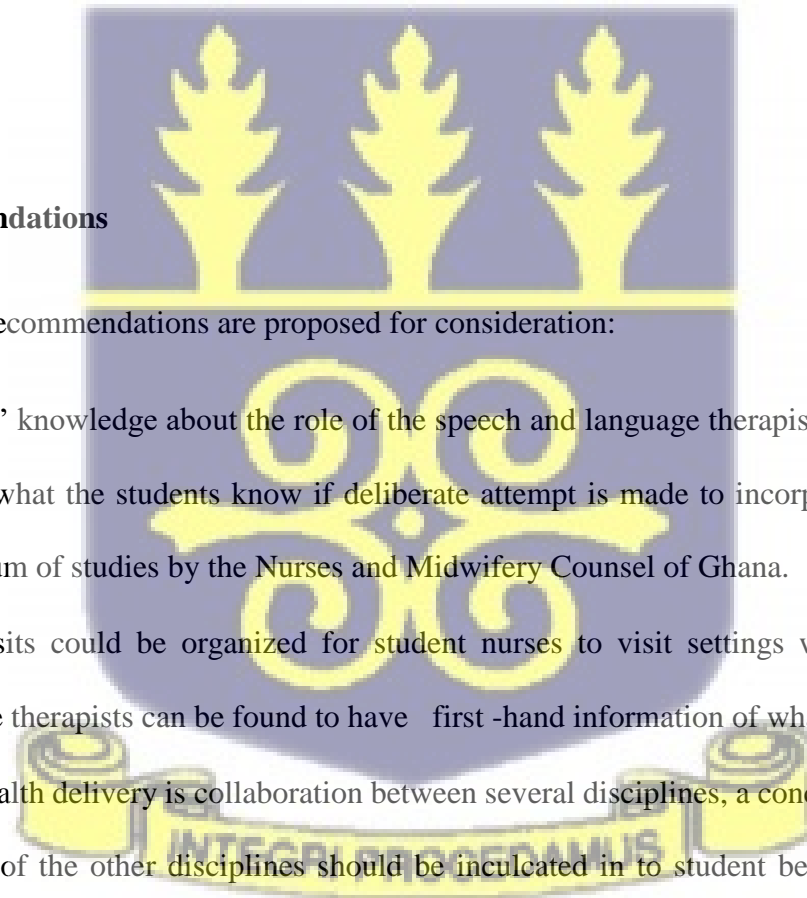 ndations
ecommendations are proposed for consideration:
’ knowledge about the role of the speech and language therapis
what the students know if deliberate attempt is made to incorp
um of studies by the Nurses and Midwifery Counsel of Ghana.
sits could be organized for student nurses to visit settings v
e therapists can be found to have first -hand information of wh
alth delivery is collaboration between several disciplines, a conc
INTEGRI PROCEDAMUS
of the other disciplines should be inculcated in to student be